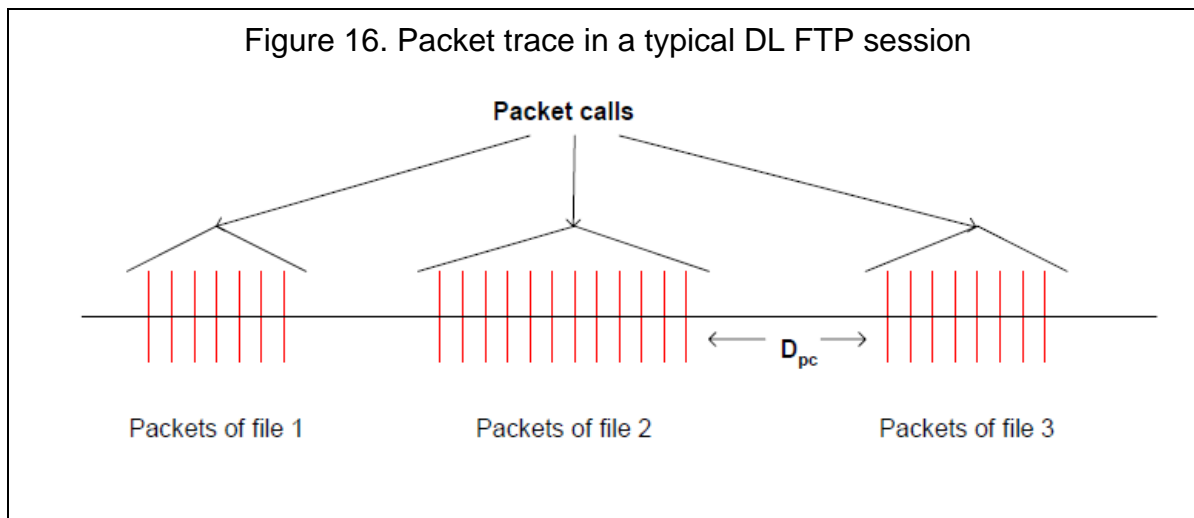 Figure 16. Packet trace in a typical DL FTP session
Packet calls
Dpc
Packets of file 1
Packets of file 2
Packets of file 3